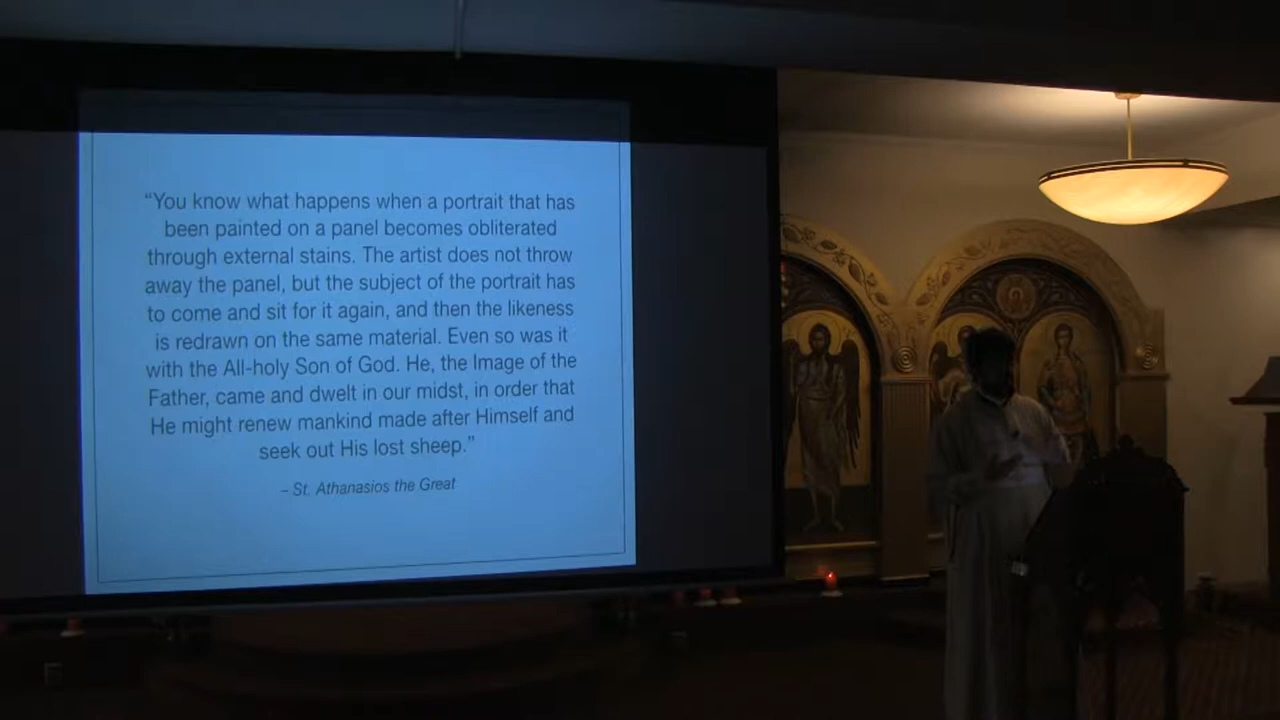 “You know what happens when a portrait that has
been painted on a panel becomes obliterated
through external stains. The artist does not throw
away the panel, but the subject of the portrait has
to come and sit for it again, and then the likeness
is redrawn on the same material. Even so was it
with the All-holy Son of God. He, the Image of the
Father, came and dwelt in our midst, in order that
He might renew mankind made after Himself and
seek out His lost sheep.”
– St. Athanasios the Great